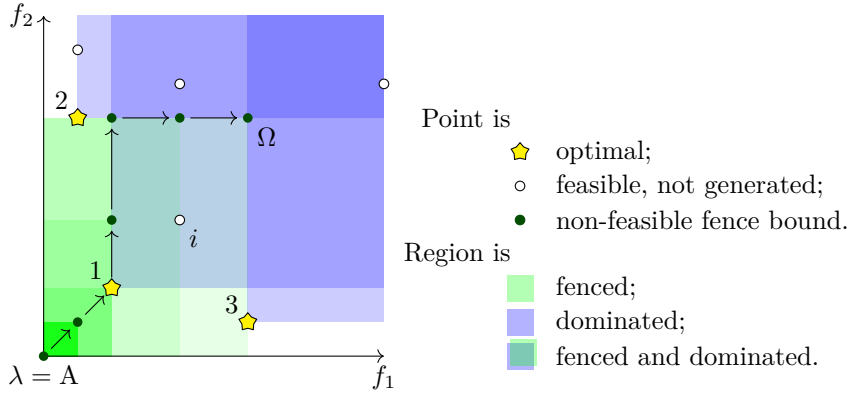 f₂
2
Ω
1
i
3
λ = A
f₁
Point is
optimal;
feasible, not generated;
non-feasible fence bound.
Region is
fenced;
dominated;
fenced and dominated.